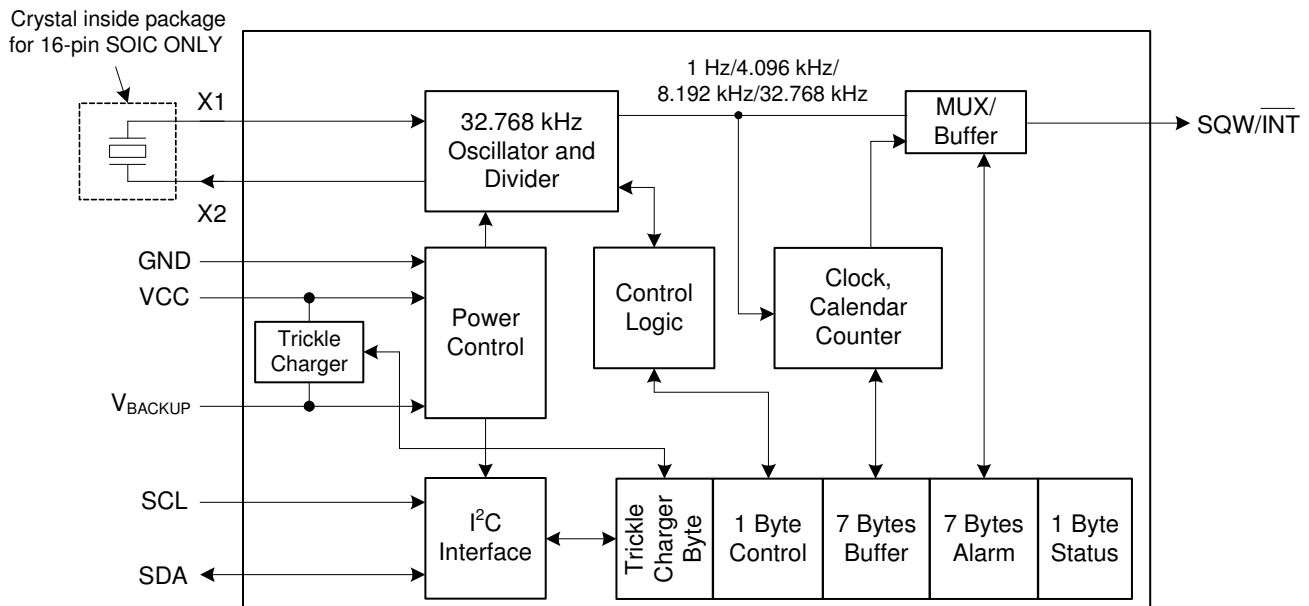 Crystal inside package
for 16-pin SOIC ONLY
X1
X2
32.768 kHz
Oscillator and
Divider
1 Hz/4.096 kHz/
8.192 kHz/32.768 kHz
MUX/
Buffer
SQW/I̅N̅T̅
GND
VCC
V_BACKUP
Trickle
Charger
Power
Control
Control
Logic
Clock,
Calendar
Counter
SCL
SDA
I²C
Interface
Trickle
Charger
Byte
1 Byte
Control
7 Bytes
Buffer
7 Bytes
Alarm
1 Byte
Status